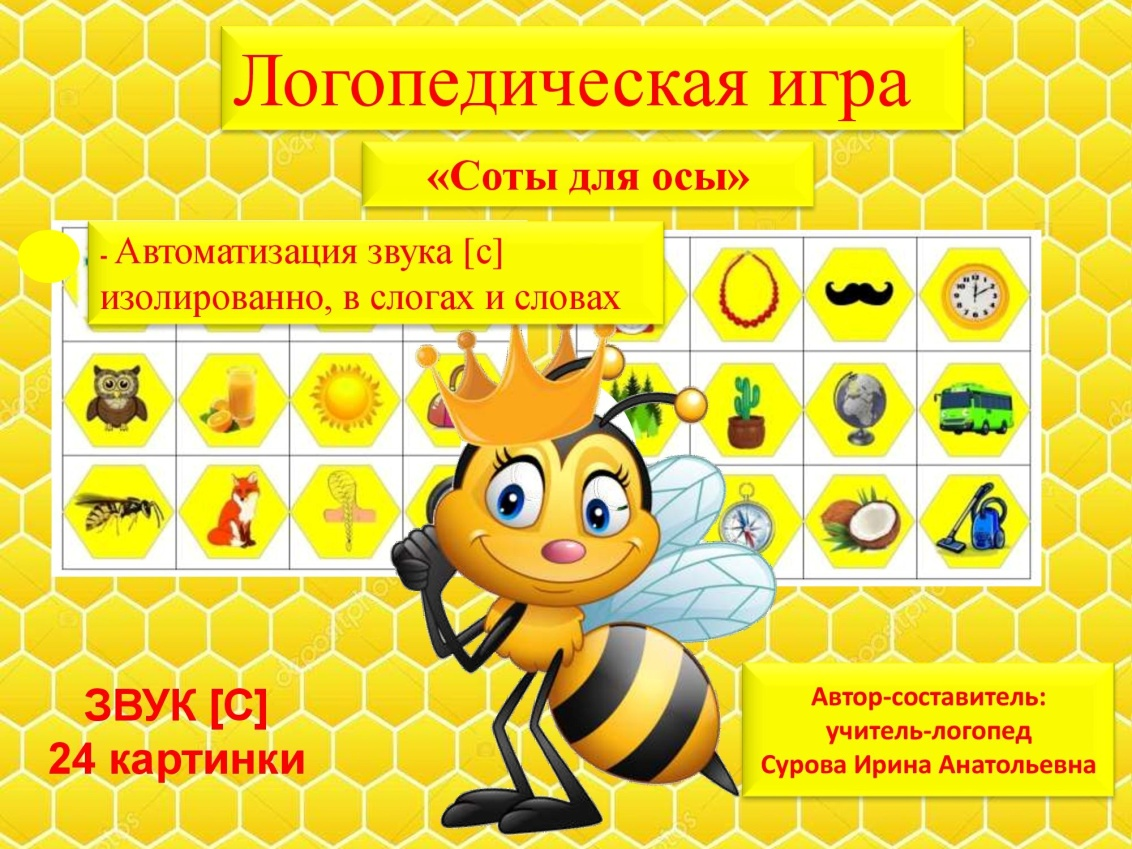 Логопедическая игра
«Соты для осы»
- Автоматизация звука [с]
изолированно, в слогах и словах
ЗВУК [С]
24 картинки
Автор-составитель:
учитель-логопед
Сурова Ирина Анатольевна
depositphotos